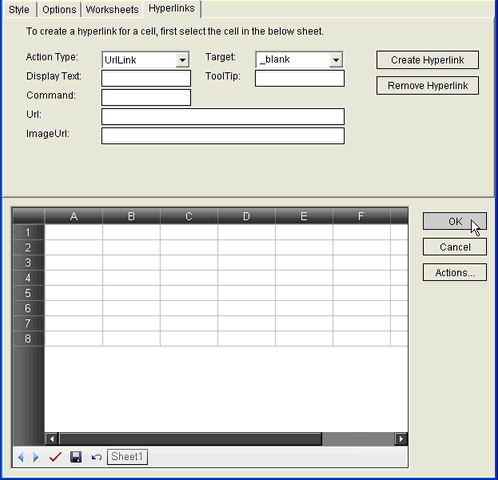 Style Options Worksheets Hyperlinks
To create a hyperlink for a cell, first select the cell in the below sheet.
Action Type: UrlLink Target: _blank Create Hyperlink
Display Text: ToolTip: Remove Hyperlink
Command:
Url:
ImageUrl:
A B C D E F
1
2
3
4
5
6
7
8
OK
Cancel
Actions...
Sheet1